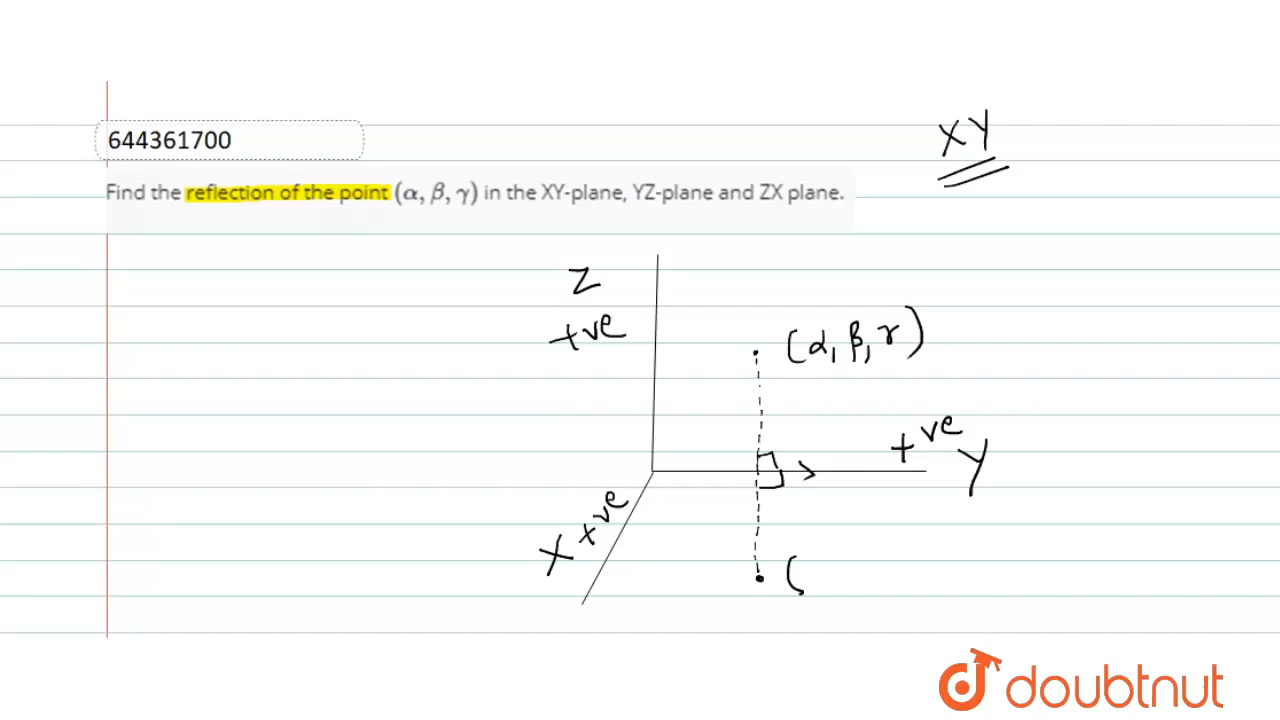 644361700
XY
Find the reflection of the point (α, β, γ) in the XY-plane, YZ-plane and ZX plane.
Z
+ve
(α, β, r)
+ve
Y
+ve
X
(
doubtnut